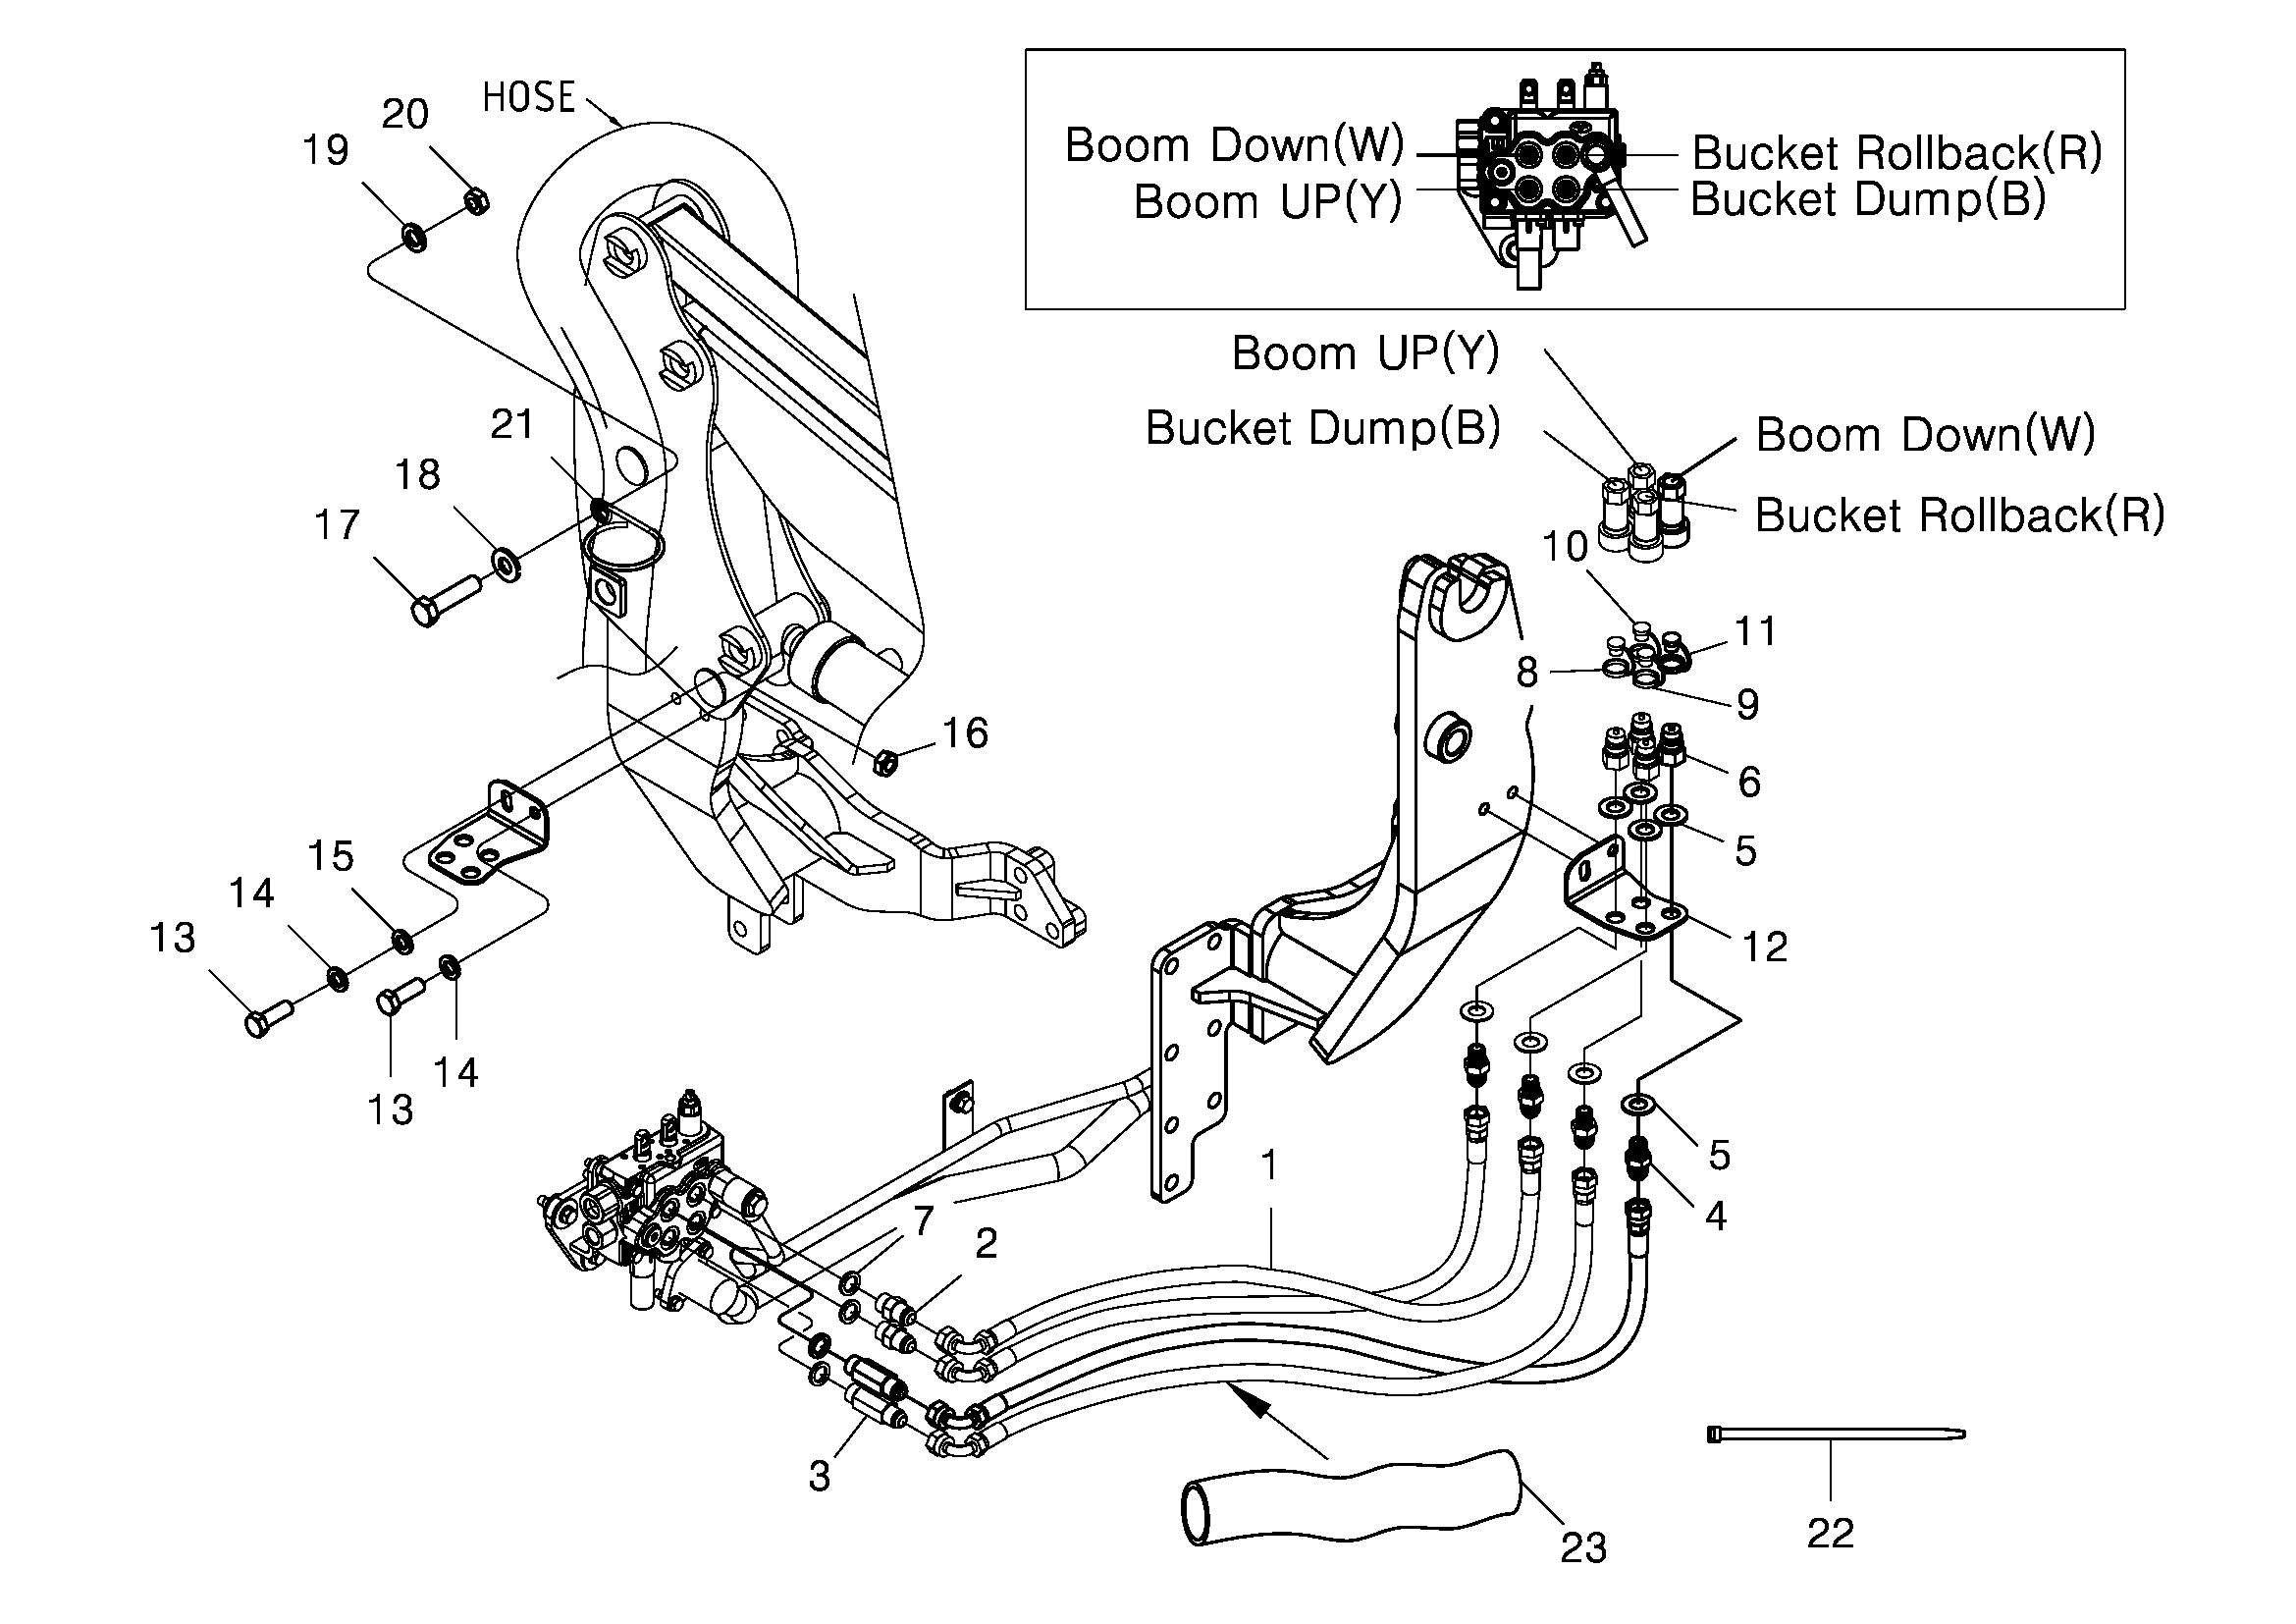 HOSE
20
19
Boom Down(W)
Bucket Rollback(R)
Boom UP(Y)
Bucket Dump(B)
Boom UP(Y)
21
Bucket Dump(B)
Boom Down(W)
18
17
Bucket Rollback(R)
10
11
8
9
16
6
15
5
14
13
12
14
13
1
5
7
4
2
3
22
23